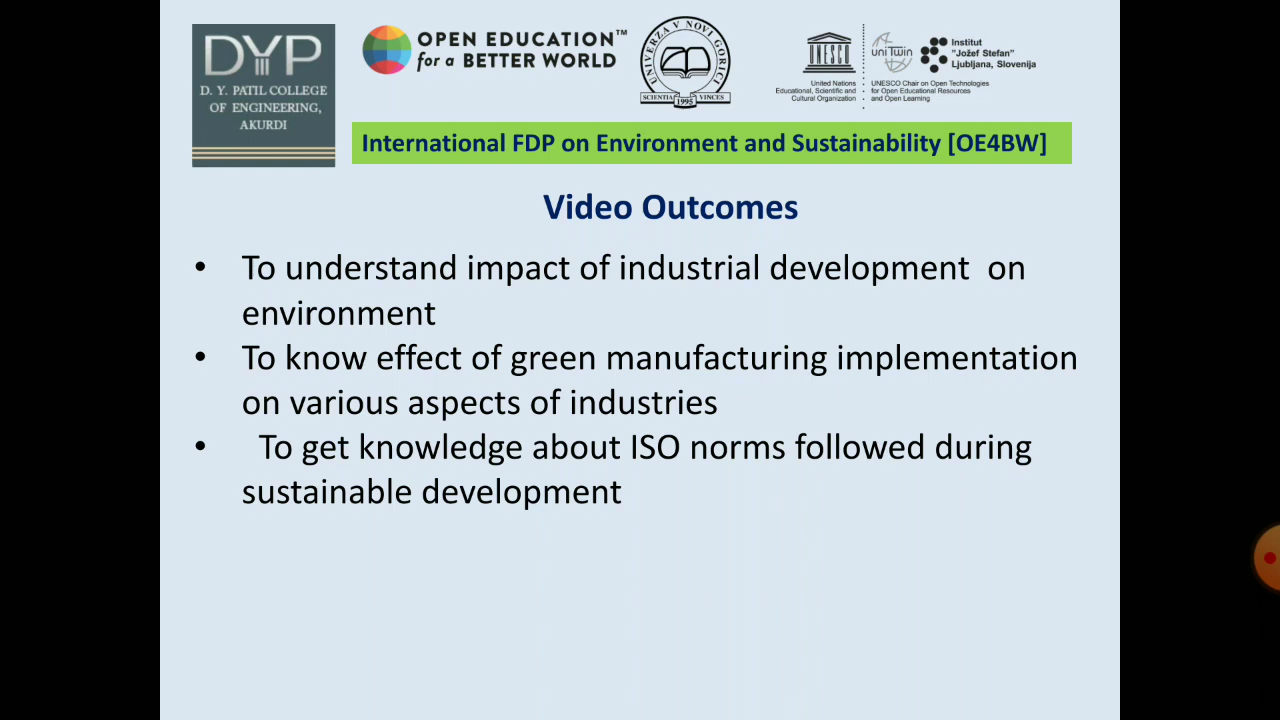 DYP
D. Y. PATIL COLLEGE
OF ENGINEERING,
AKURDI
OPEN EDUCATION™
for a BETTER WORLD
UNIVERZA V NOVI GORICI
SCIENTIA VINCES
1995
UNESCO
United Nations
Educational, Scientific and
Cultural Organization
uniTwin
Institut
"Jožef Stefan"
Ljubljana, Slovenija
UNESCO Chair on Open Technologies
for Open Educational Resources
and Open Learning
International FDP on Environment and Sustainability [OE4BW]
Video Outcomes
• To understand impact of industrial development on
environment
• To know effect of green manufacturing implementation
on various aspects of industries
• To get knowledge about ISO norms followed during
sustainable development